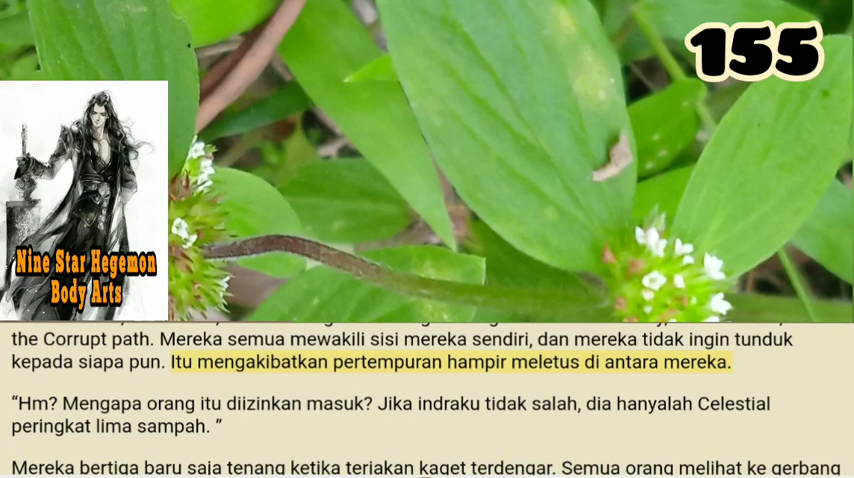 155
Nine Star Hegemon
Body Arts
the Corrupt path. Mereka semua mewakili sisi mereka sendiri, dan mereka tidak ingin tunduk
kepada siapa pun. Itu mengakibatkan pertempuran hampir meletus di antara mereka.
“Hm? Mengapa orang itu diizinkan masuk? Jika indraku tidak salah, dia hanyalah Celestial
peringkat lima sampah. ”
Mereka bertiga baru saja tenang ketika teriakan kaget terdengar. Semua orang melihat ke gerbang